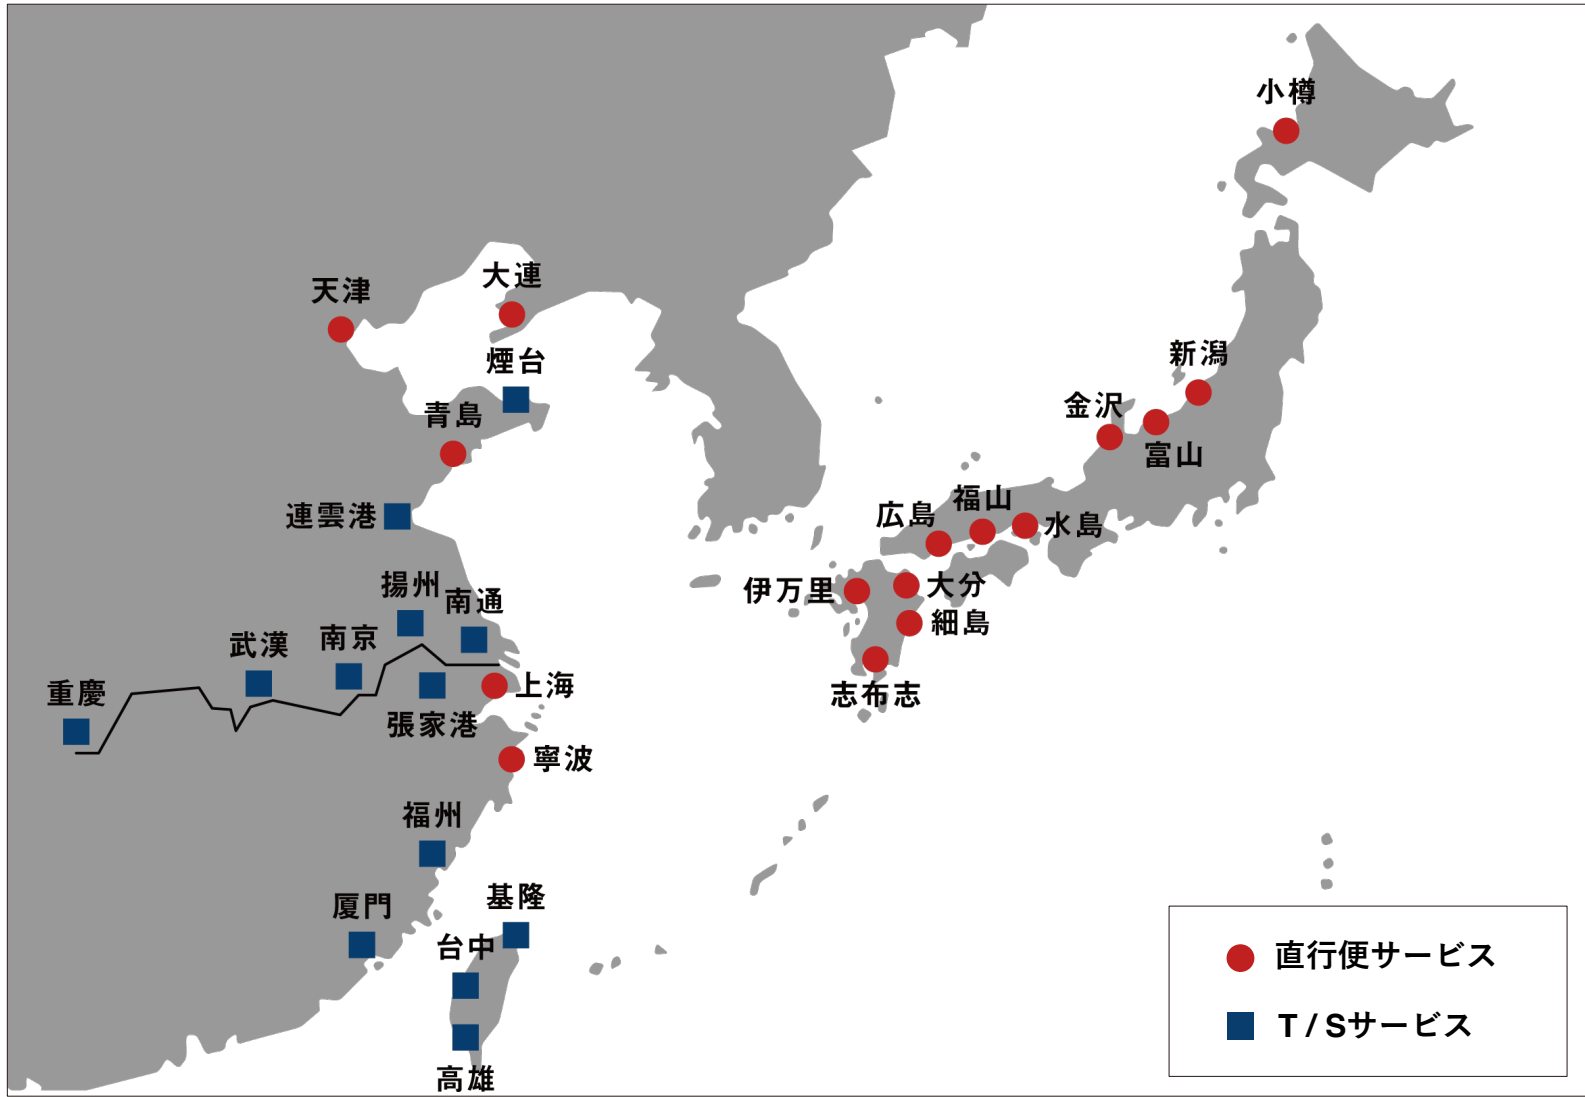 小樽
大連
天津
新潟
煙台
金沢
青島
富山
福山
広島
水島
連雲港
揚州
大分
伊万里
南通
細島
南京
武漢
上海
重慶
志布志
張家港
寧波
福州
基隆
厦門
台中
直行便サービス
T/Sサービス
高雄